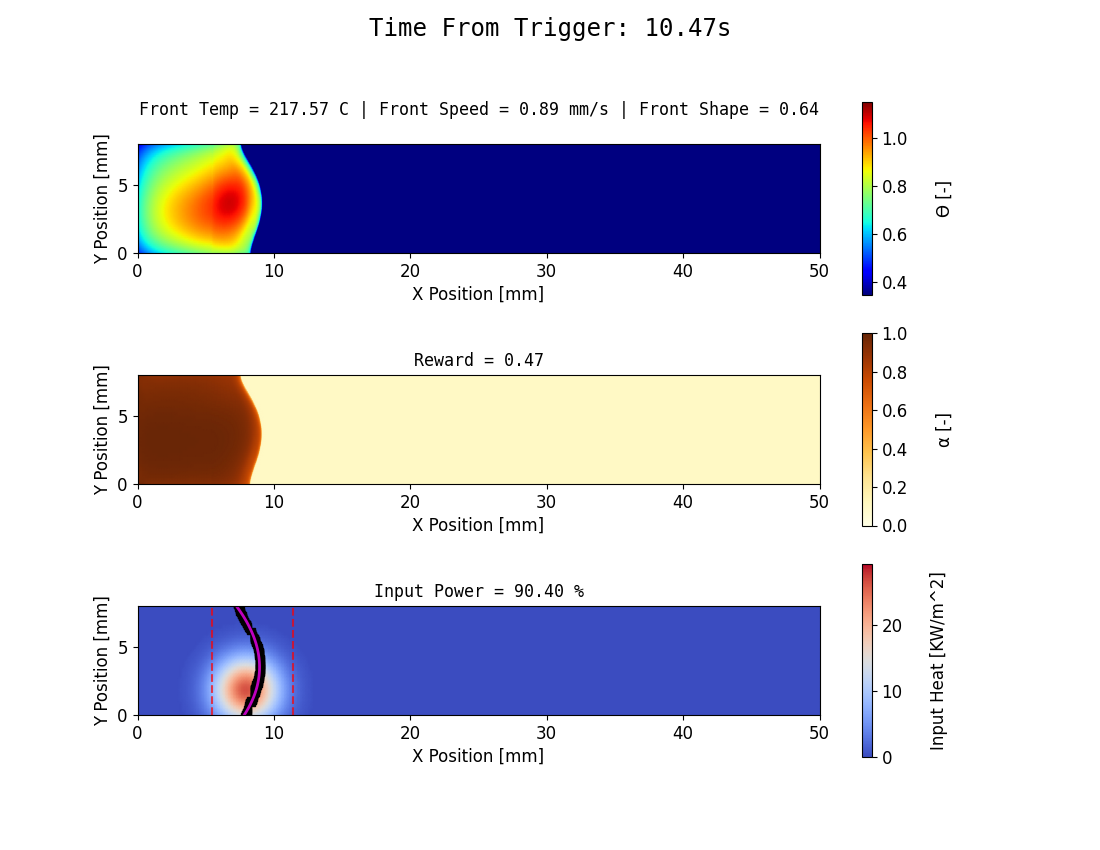 Time From Trigger: 10.47s
Front Temp = 217.57 C | Front Speed = 0.89 mm/s | Front Shape = 0.64
Y Position [mm]
5
0
0 10 20 30 40 50
X Position [mm]
1.0
0.8
0.6
0.4
Θ [-]
Reward = 0.47
Y Position [mm]
5
0
0 10 20 30 40 50
X Position [mm]
1.0
0.8
0.6
0.4
0.2
0.0
α [-]
Input Power = 90.40 %
Y Position [mm]
5
0
0 10 20 30 40 50
X Position [mm]
20
10
0
Input Heat [KW/m^2]